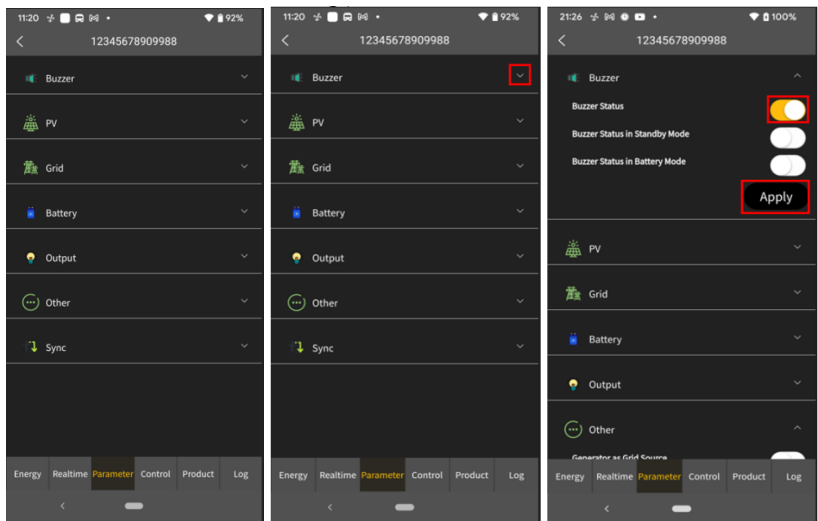 11:20
92%
12345678909988
Buzzer
PV
Grid
Battery
Output
Other
Sync
Energy Realtime Parameter Control Product Log
11:20
92%
12345678909988
Buzzer
PV
Grid
Battery
Output
Other
Sync
Energy Realtime Parameter Control Product Log
21:26
100%
12345678909988
Buzzer
Buzzer Status
Buzzer Status in Standby Mode
Buzzer Status in Battery Mode
Apply
PV
Grid
Battery
Output
Other
Generator as Grid Source
Energy Realtime Parameter Control Product Log